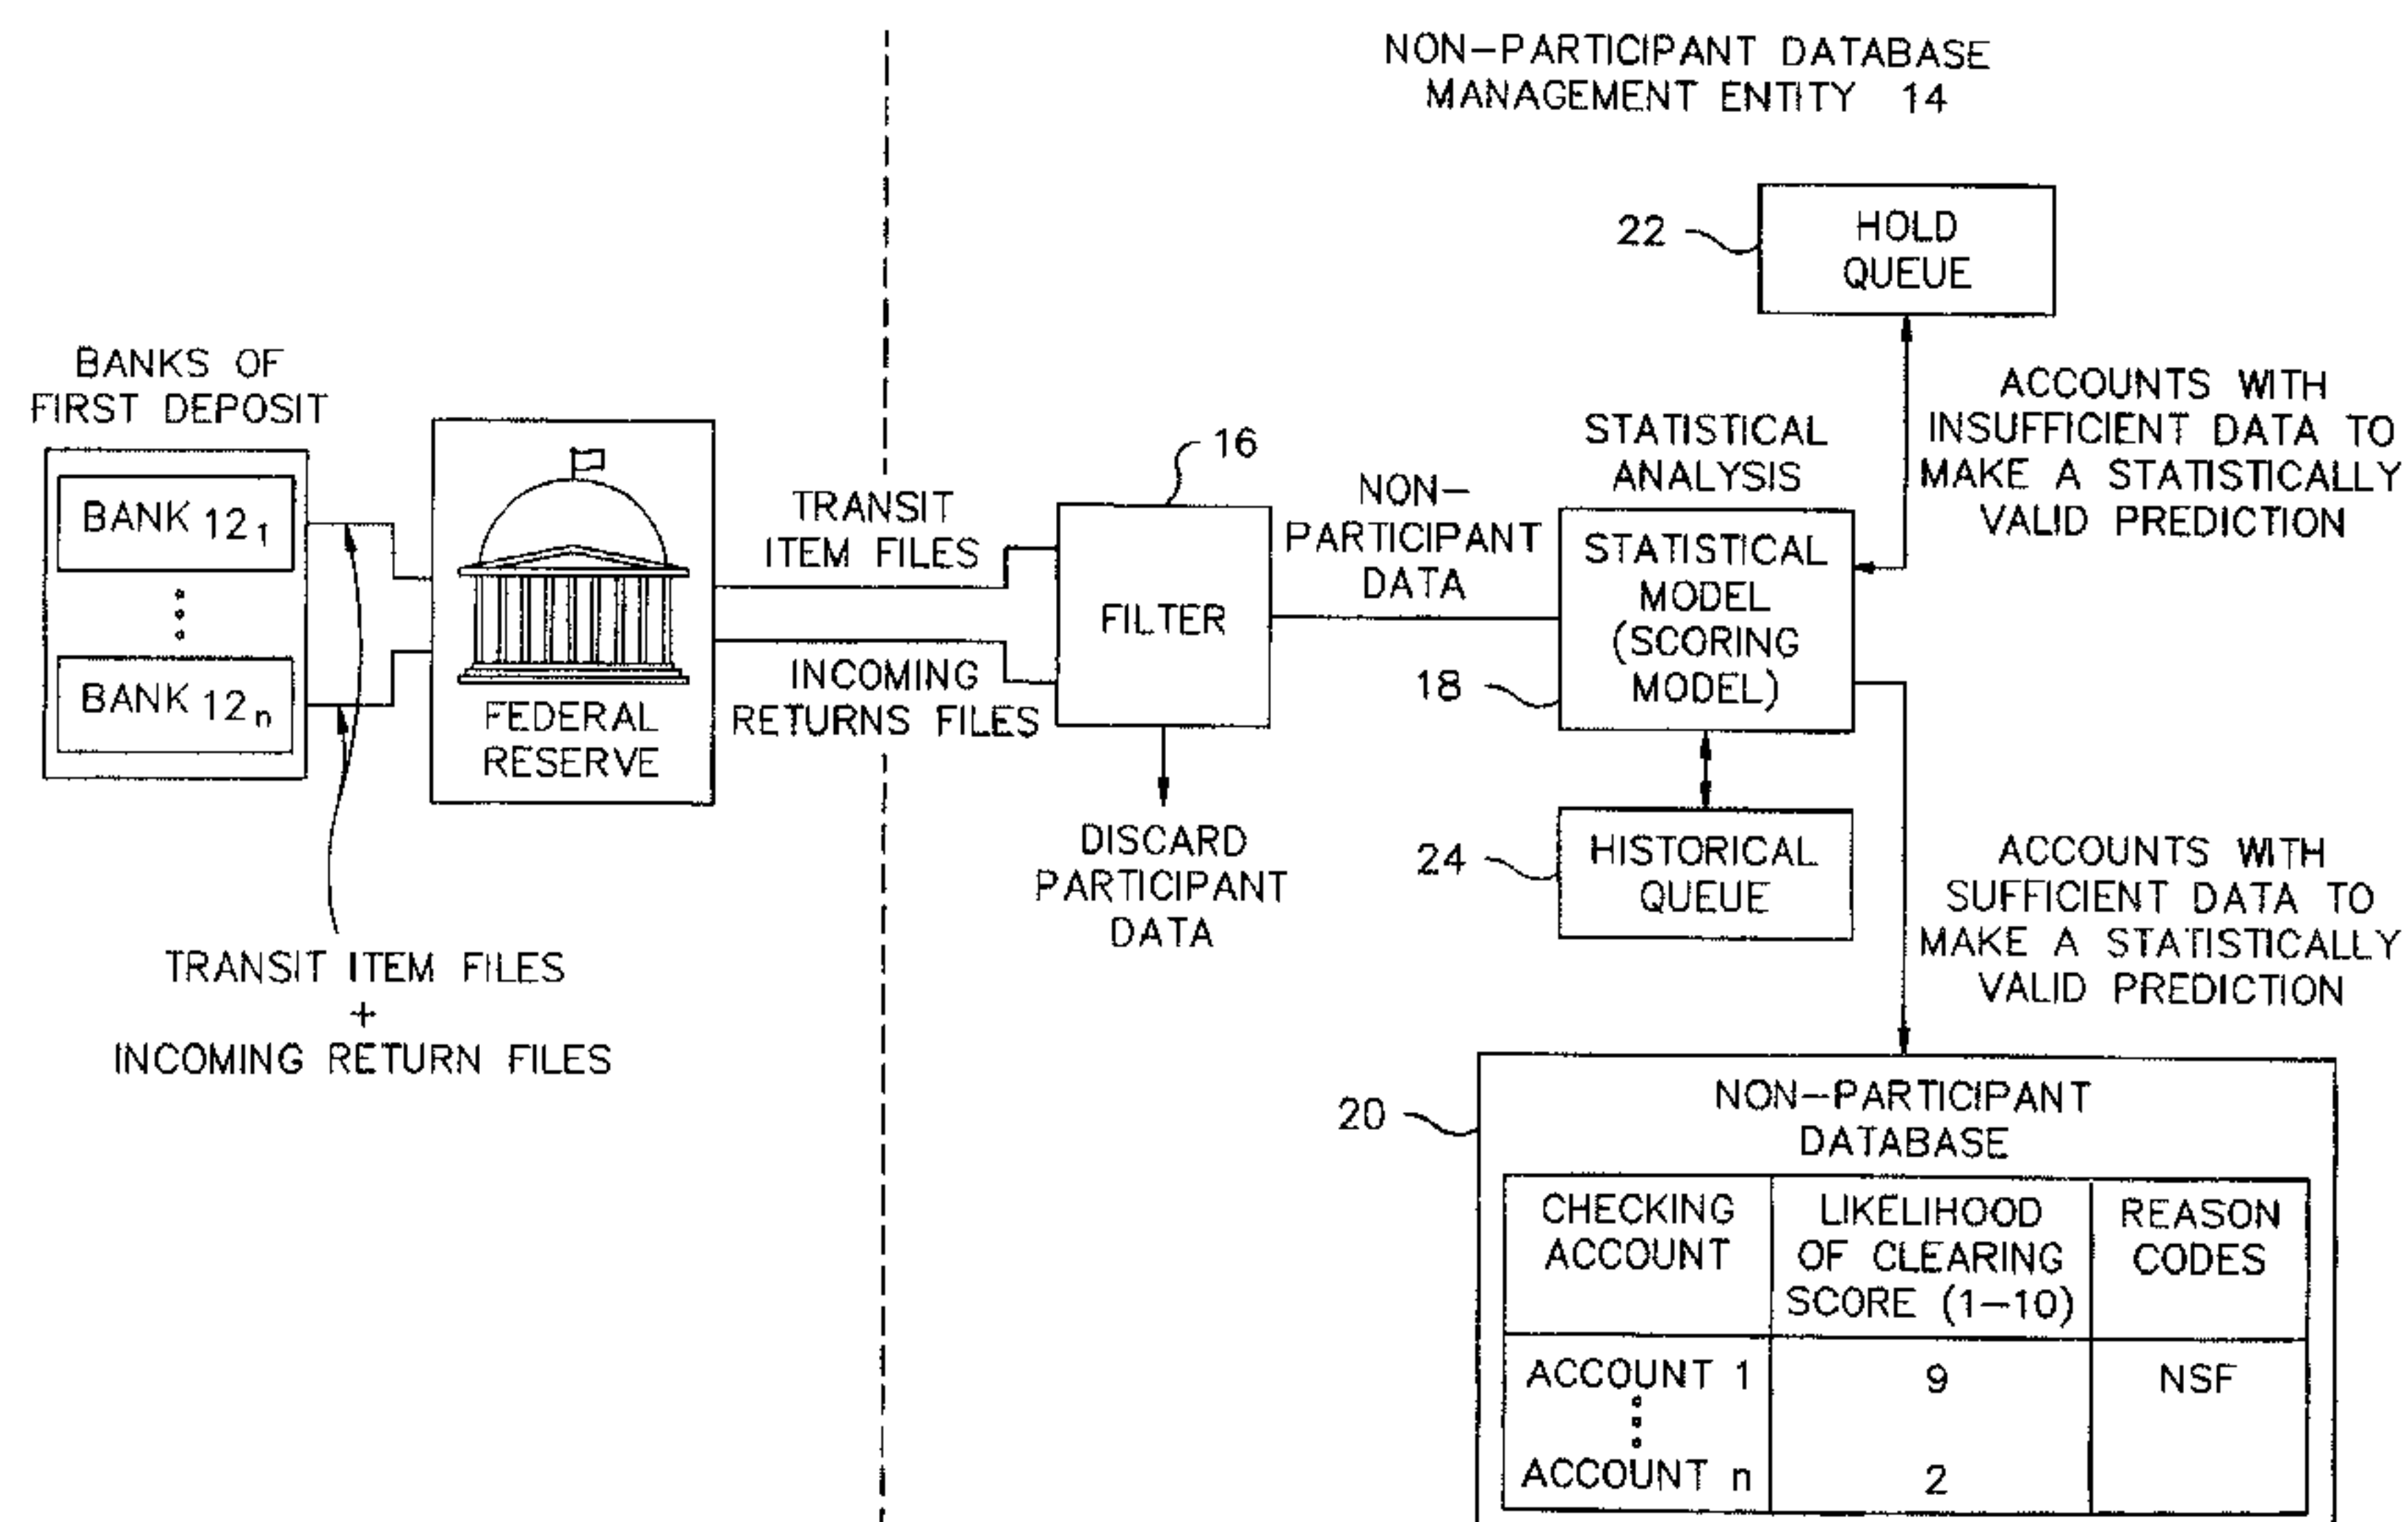 NON-PARTICIPANT DATABASE
MANAGEMENT ENTITY 14
22
HOLD
QUEUE
BANKS OF
FIRST DEPOSIT
BANK 12₁
BANK 12ₙ
FEDERAL
RESERVE
TRANSIT ITEM FILES
+
INCOMING RETURN FILES
TRANSIT
ITEM FILES
INCOMING
RETURNS FILES
16
FILTER
DISCARD
PARTICIPANT
DATA
NON-
PARTICIPANT
DATA
STATISTICAL
ANALYSIS
STATISTICAL
MODEL
(SCORING
MODEL)
18
ACCOUNTS WITH
INSUFFICIENT DATA TO
MAKE A STATISTICALLY
VALID PREDICTION
24
HISTORICAL
QUEUE
ACCOUNTS WITH
SUFFICIENT DATA TO
MAKE A STATISTICALLY
VALID PREDICTION
20
NON-PARTICIPANT
DATABASE
CHECKING
ACCOUNT
LIKELIHOOD
OF CLEARING
SCORE (1-10)
REASON
CODES
ACCOUNT 1
9
NSF
ACCOUNT n
2